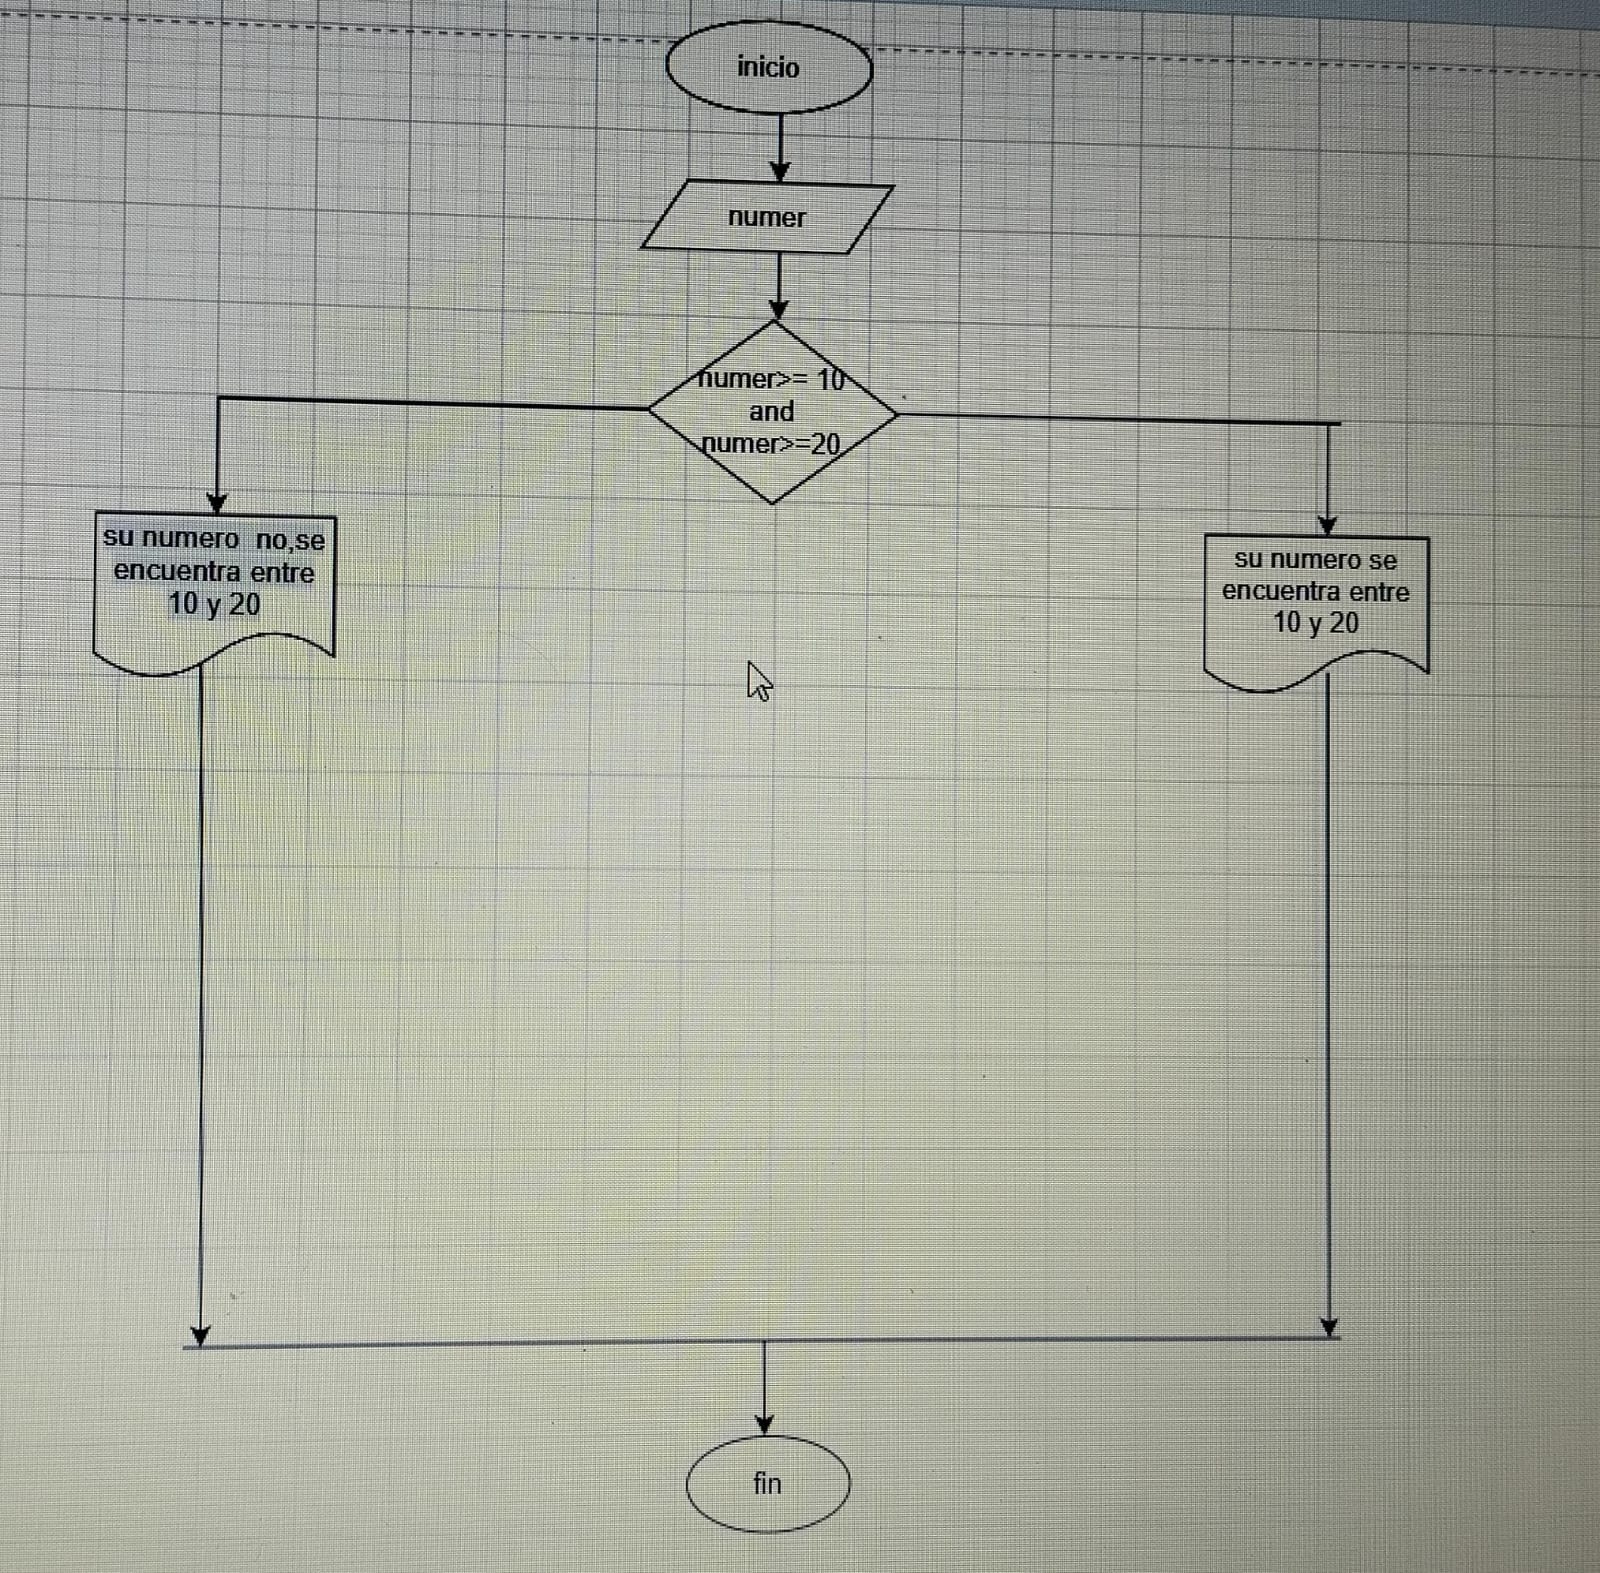 inicio
numer
numer>= 10
and
numer>=20
su numero  no,se
encuentra entre
10 y 20
su numero se
encuentra entre
10 y 20
fin